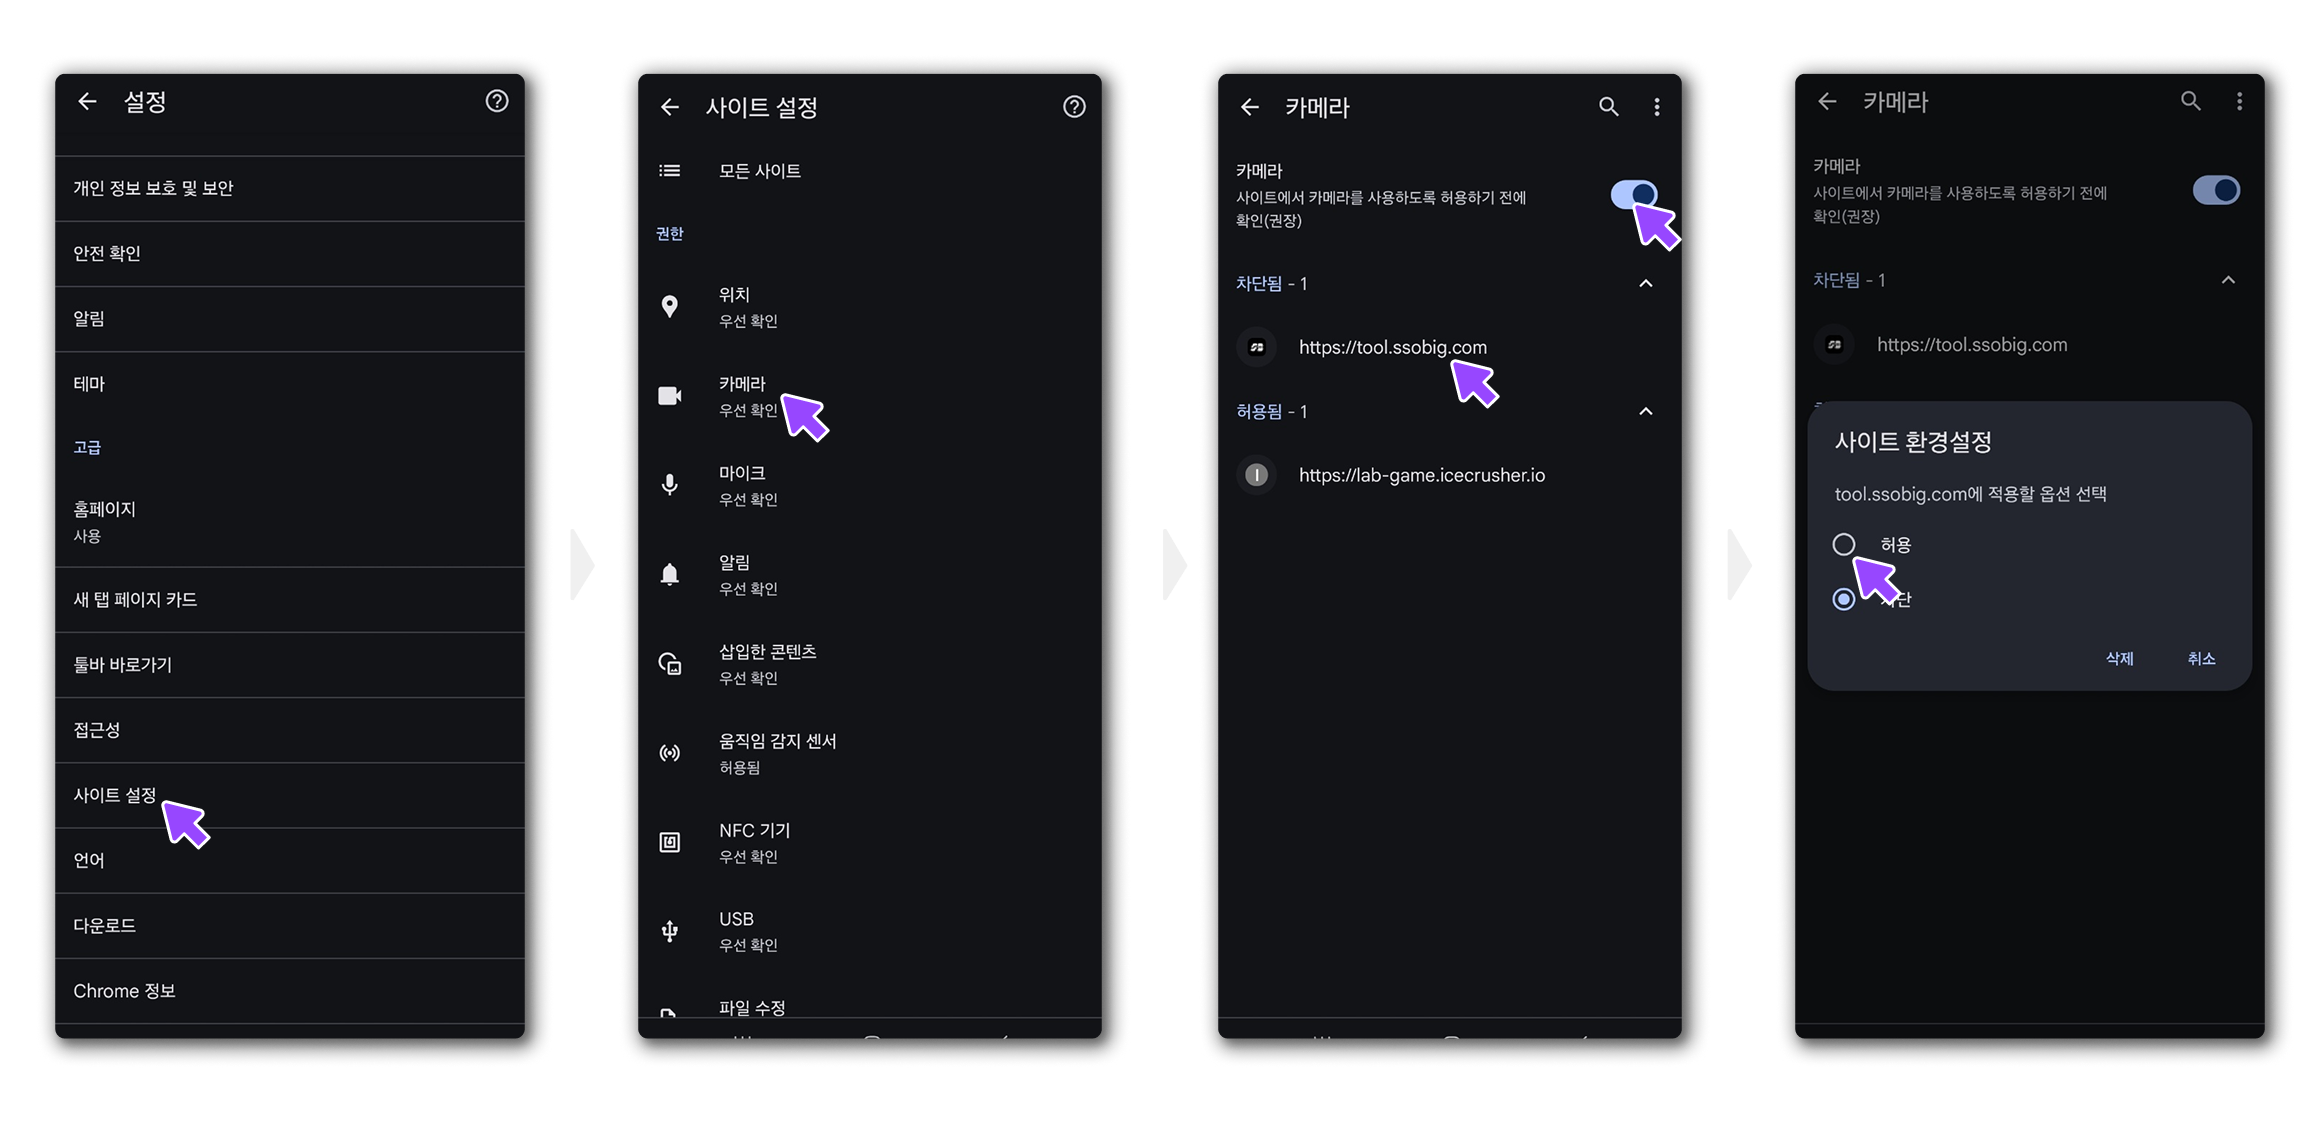 설정
개인 정보 보호 및 보안
안전 확인
알림
테마
고급
홈페이지
사용
새 탭 페이지 카드
툴바 바로가기
접근성
사이트 설정
언어
다운로드
Chrome 정보
사이트 설정
모든 사이트
권한
위치
우선 확인
카메라
우선 확인
마이크
우선 확인
알림
우선 확인
삽입한 콘텐츠
우선 확인
움직임 감지 센서
허용됨
NFC 기기
우선 확인
USB
우선 확인
파일 수정
카메라
카메라
사이트에서 카메라를 사용하도록 허용하기 전에
확인(권장)
차단됨 - 1
https://tool.ssobig.com
허용됨 - 1
https://lab-game.icecrusher.io
카메라
카메라
사이트에서 카메라를 사용하도록 허용하기 전에
확인(권장)
차단됨 - 1
https://tool.ssobig.com
사이트 환경설정
tool.ssobig.com에 적용할 옵션 선택
허용
삭제
취소